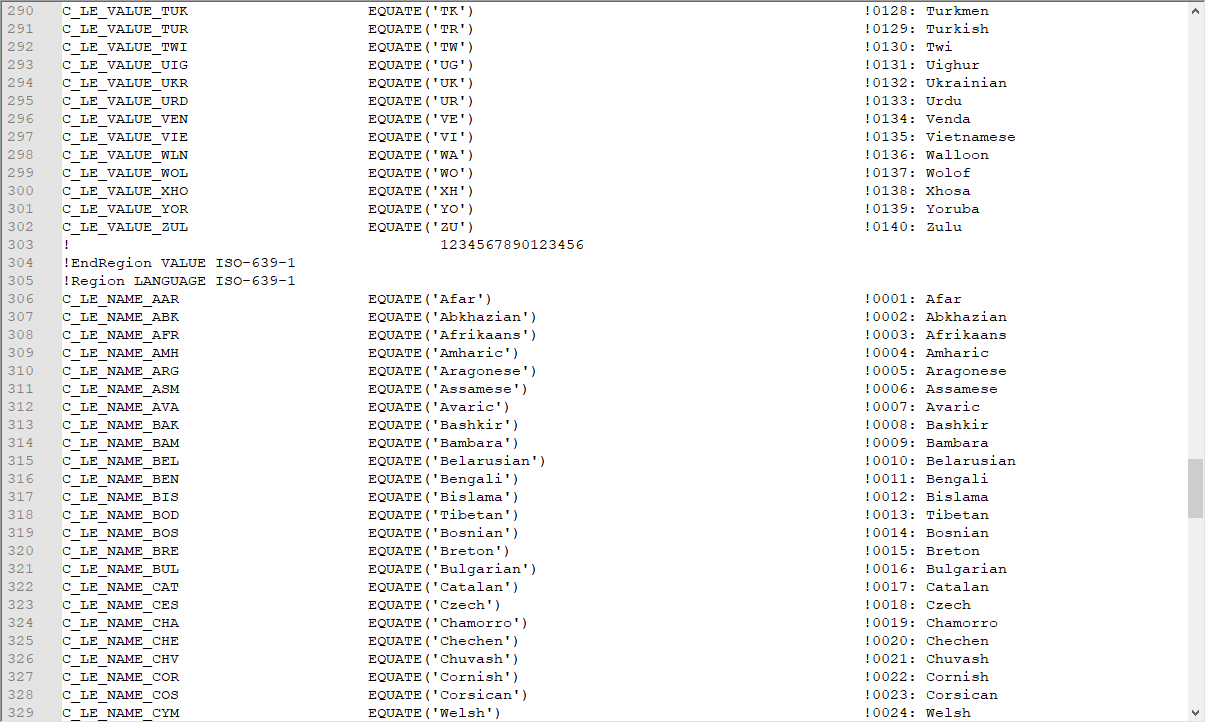 290 C_LE_VALUE_TUK EQUATE('TK') !0128: Turkmen
291 C_LE_VALUE_TUR EQUATE('TR') !0129: Turkish
292 C_LE_VALUE_TWI EQUATE('TW') !0130: Twi
293 C_LE_VALUE_UIG EQUATE('UG') !0131: Uighur
294 C_LE_VALUE_UKR EQUATE('UK') !0132: Ukrainian
295 C_LE_VALUE_URD EQUATE('UR') !0133: Urdu
296 C_LE_VALUE_VEN EQUATE('VE') !0134: Venda
297 C_LE_VALUE_VIE EQUATE('VI') !0135: Vietnamese
298 C_LE_VALUE_WLN EQUATE('WA') !0136: Walloon
299 C_LE_VALUE_WOL EQUATE('WO') !0137: Wolof
300 C_LE_VALUE_XHO EQUATE('XH') !0138: Xhosa
301 C_LE_VALUE_YOR EQUATE('YO') !0139: Yoruba
302 C_LE_VALUE_ZUL EQUATE('ZU') !0140: Zulu
303 ! 1234567890123456
304 !EndRegion VALUE ISO-639-1
305 !Region LANGUAGE ISO-639-1
306 C_LE_NAME_AAR EQUATE('Afar') !0001: Afar
307 C_LE_NAME_ABK EQUATE('Abkhazian') !0002: Abkhazian
308 C_LE_NAME_AFR EQUATE('Afrikaans') !0003: Afrikaans
309 C_LE_NAME_AMH EQUATE('Amharic') !0004: Amharic
310 C_LE_NAME_ARG EQUATE('Aragonese') !0005: Aragonese
311 C_LE_NAME_ASM EQUATE('Assamese') !0006: Assamese
312 C_LE_NAME_AVA EQUATE('Avaric') !0007: Avaric
313 C_LE_NAME_BAK EQUATE('Bashkir') !0008: Bashkir
314 C_LE_NAME_BAM EQUATE('Bambara') !0009: Bambara
315 C_LE_NAME_BEL EQUATE('Belarusian') !0010: Belarusian
316 C_LE_NAME_BEN EQUATE('Bengali') !0011: Bengali
317 C_LE_NAME_BIS EQUATE('Bislama') !0012: Bislama
318 C_LE_NAME_BOD EQUATE('Tibetan') !0013: Tibetan
319 C_LE_NAME_BOS EQUATE('Bosnian') !0014: Bosnian
320 C_LE_NAME_BRE EQUATE('Breton') !0015: Breton
321 C_LE_NAME_BUL EQUATE('Bulgarian') !0016: Bulgarian
322 C_LE_NAME_CAT EQUATE('Catalan') !0017: Catalan
323 C_LE_NAME_CES EQUATE('Czech') !0018: Czech
324 C_LE_NAME_CHA EQUATE('Chamorro') !0019: Chamorro
325 C_LE_NAME_CHE EQUATE('Chechen') !0020: Chechen
326 C_LE_NAME_CHV EQUATE('Chuvash') !0021: Chuvash
327 C_LE_NAME_COR EQUATE('Cornish') !0022: Cornish
328 C_LE_NAME_COS EQUATE('Corsican') !0023: Corsican
329 C_LE_NAME_CYM EQUATE('Welsh') !0024: Welsh